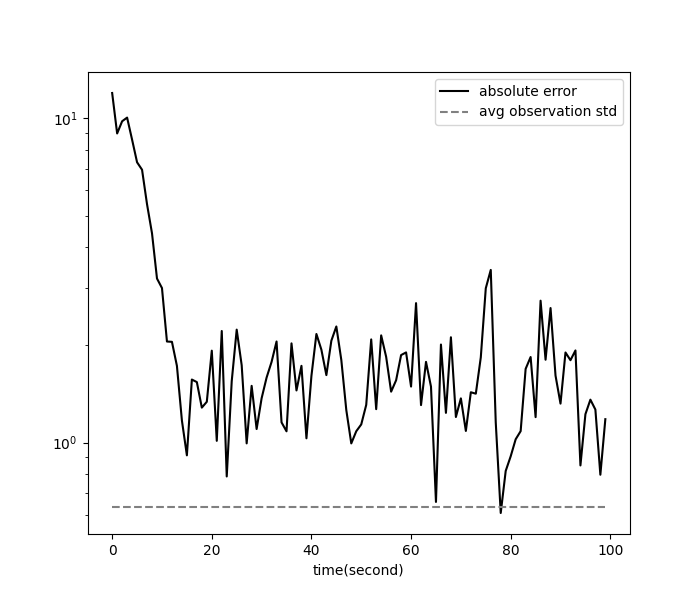 absolute error
avg observation std
10¹
10⁰
0 20 40 60 80 100
time(second)